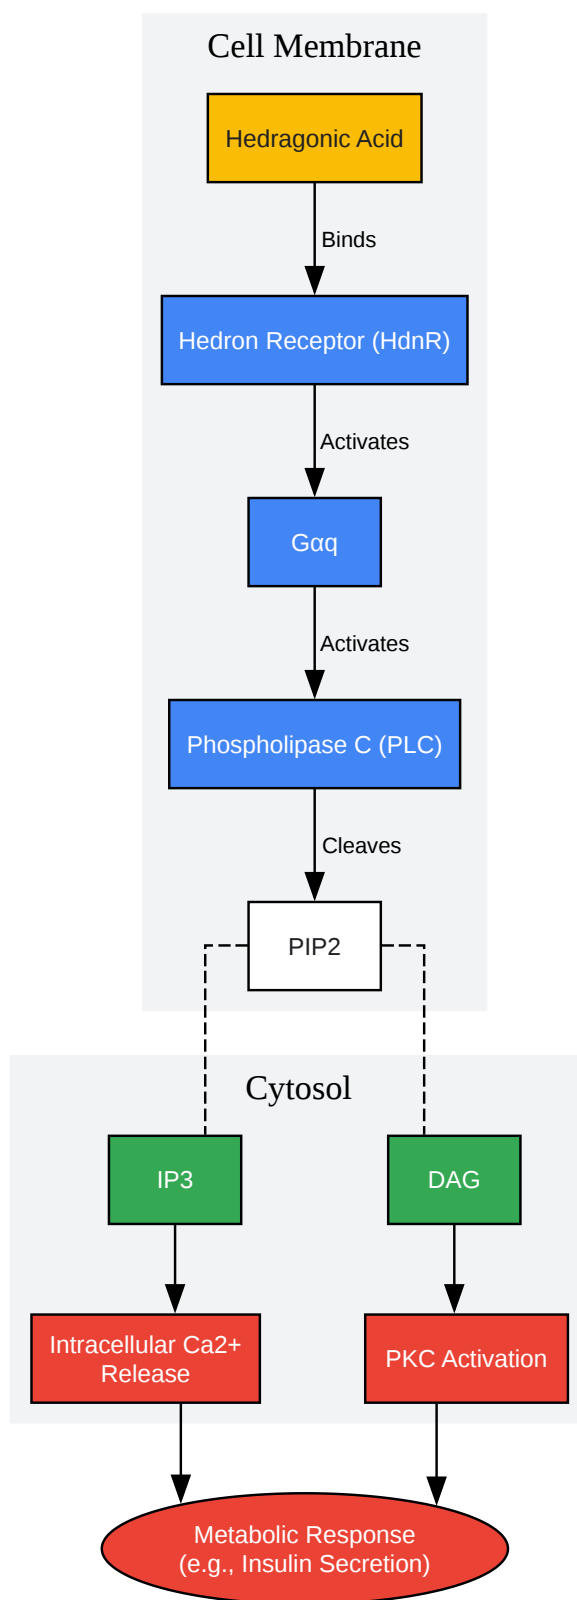 Cell Membrane
Hedragonic Acid
Binds
Hedron Receptor (HdnR)
Activates
Gαq
Activates
Phospholipase C (PLC)
Cleaves
PIP2
Cytosol
IP3
DAG
Intracellular Ca2+
Release
PKC Activation
Metabolic Response
(e.g., Insulin Secretion)